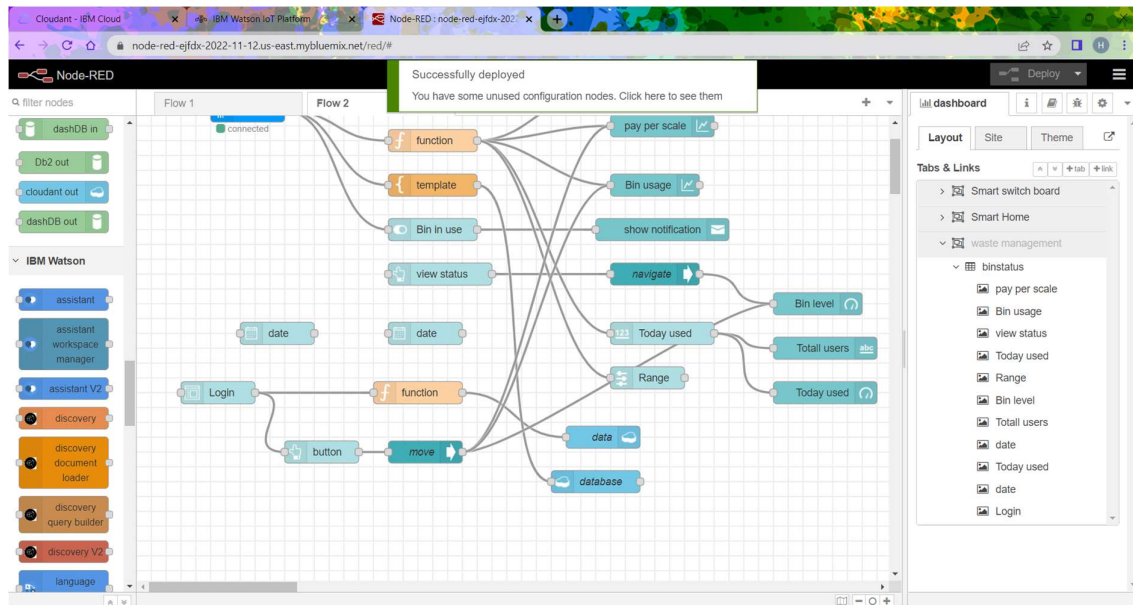 Cloudant - IBM Cloud
IBM Watson IoT Platform
Node-RED : node-red-ejfdx-202
node-red-ejfdx-2022-11-12.us-east.mybluemix.net/red/#
H
Node-RED
Successfully deployed
You have some unused configuration nodes. Click here to see them
Deploy
filter nodes
Flow 1
Flow 2
dashboard
i
Layout
Site
Theme
Tabs & Links
+tab
+link
Smart switch board
Smart Home
waste management
binstatus
pay per scale
Bin usage
view status
Today used
Range
Bin level
Totall users
date
Today used
date
Login
dashDB in
Db2 out
cloudant out
dashDB out
IBM Watson
assistant
assistant
workspace
manager
assistant V2
discovery
discovery
document
loader
discovery
query builder
discovery V2
language
connected
function
template
Bin in use
view status
date
date
Login
function
button
move
pay per scale
Bin usage
show notification
navigate
123 Today used
Range
data
database
Bin level
Totall users abc
Today used